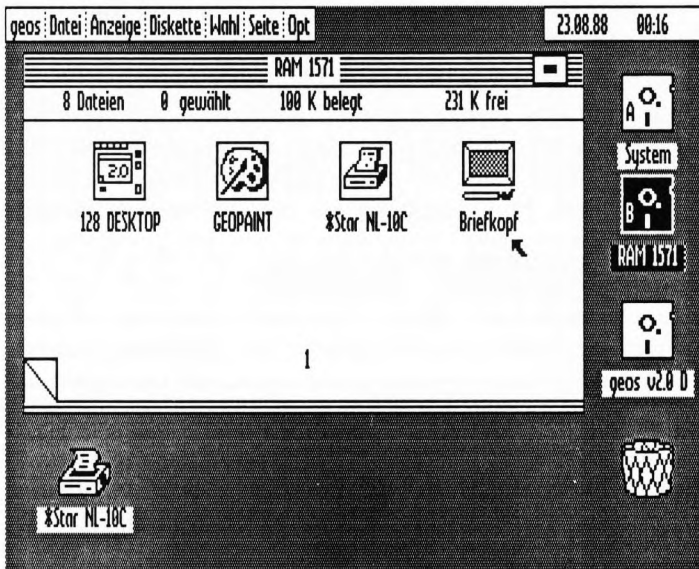 geos Datei Anzeige Diskette Wahl Seite Opt
23.08.88 00:16
RAM 1571
8 Dateien 0 gewählt 100 K belegt 231 K frei
2.0
128 DESKTOP
GEOPAINT
*Star NL-10C
Briefkopf
1
A
System
B
RAM 1571
geos v2.0 D
*Star NL-10C